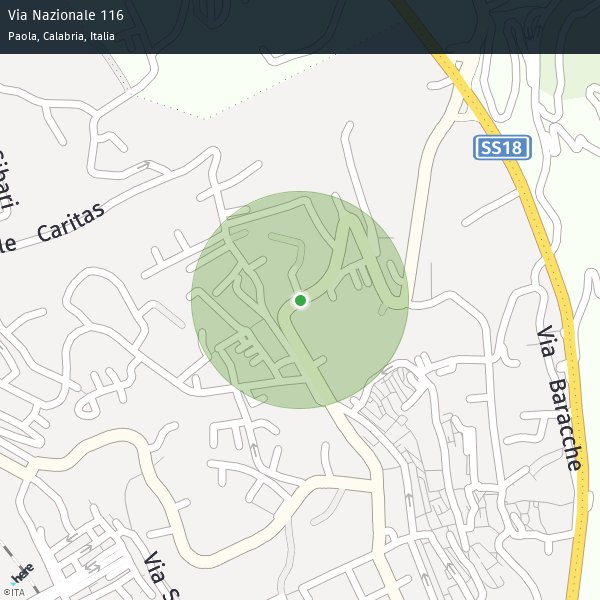 Via Nazionale 116
Paola, Calabria, Italia
SS18
Sibari
le Caritas
Via Baracche
Via S
here
©ITA